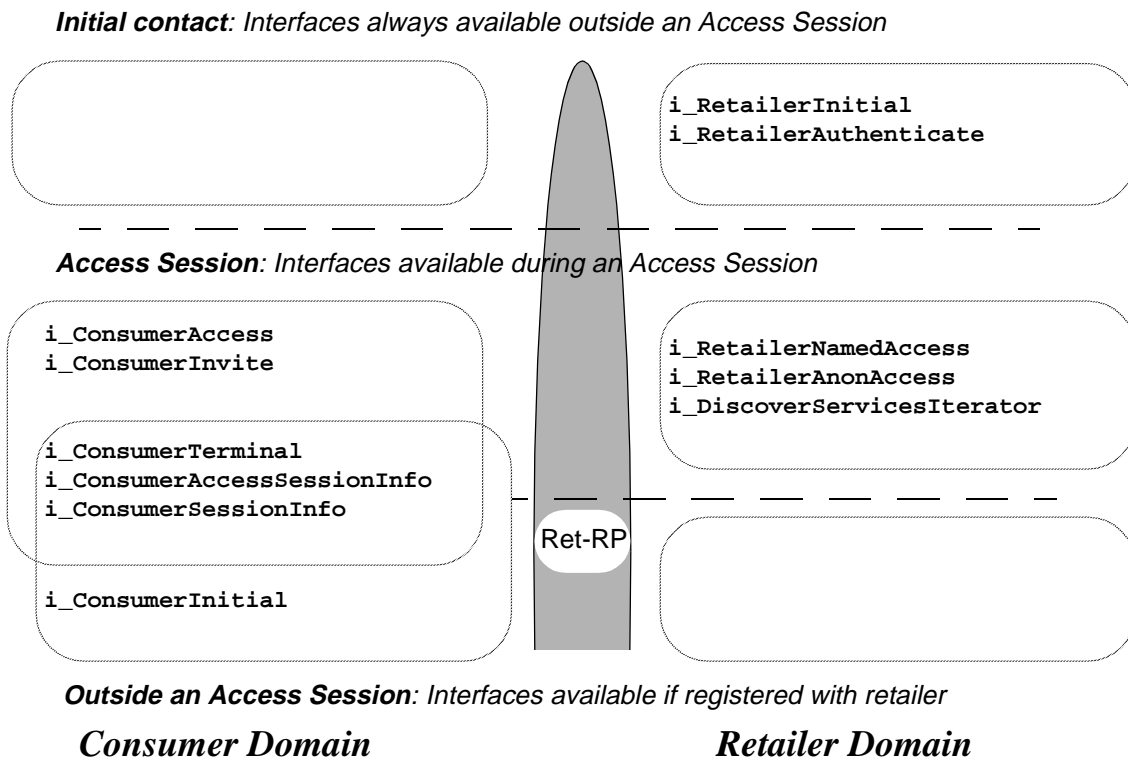 Initial contact: Interfaces always available outside an Access Session
i_RetailerInitial
i_RetailerAuthenticate
Access Session: Interfaces available during an Access Session
i_ConsumerAccess
i_ConsumerInvite
i_RetailerNamedAccess
i_RetailerAnonAccess
i_DiscoverServicesIterator
i_ConsumerTerminal
i_ConsumerAccessSessionInfo
i_ConsumerSessionInfo
Ret-RP
i_ConsumerInitial
Outside an Access Session: Interfaces available if registered with retailer
Consumer Domain
Retailer Domain